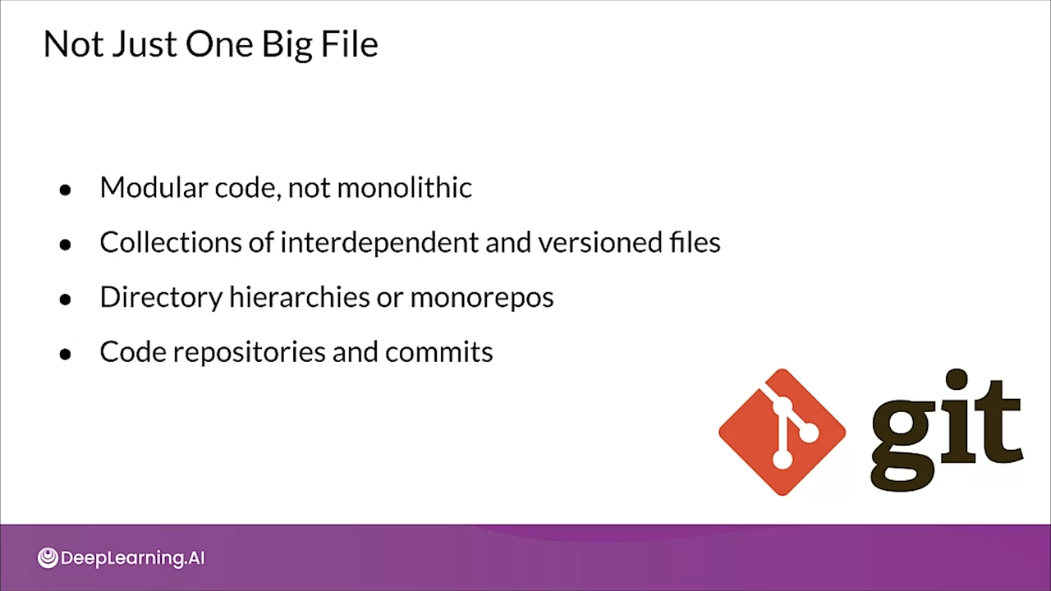 Not Just One Big File
● Modular code, not monolithic
● Collections of interdependent and versioned files
● Directory hierarchies or monorepos
● Code repositories and commits
git
DeepLearning.AI